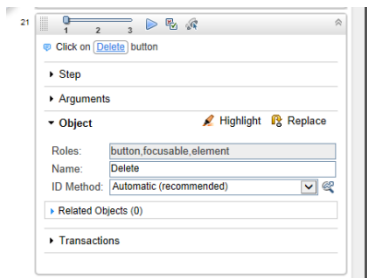 21
1 2 3
Click on Delete button
Step
Arguments
Object Highlight Replace
Roles: button,focusable,element
Name: Delete
ID Method: Automatic (recommended)
Related Objects (0)
Transactions